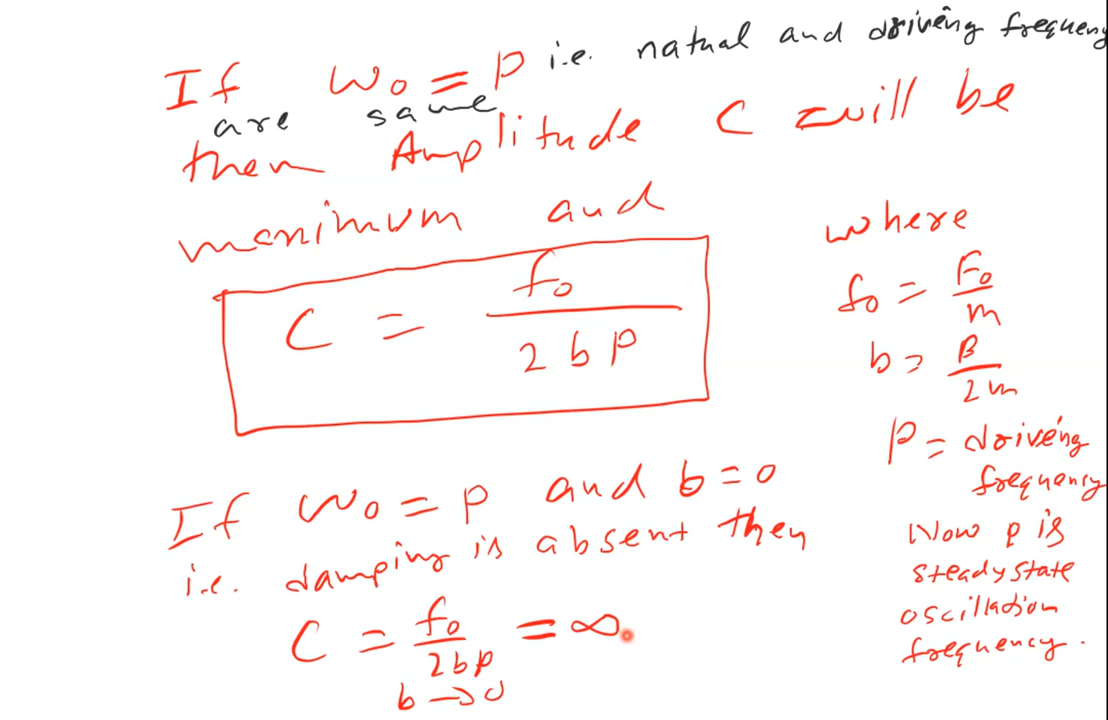 If ω₀ = p i.e. natual and driving frequency
are same
then Amplitude C will be
maximum and
C = f₀ / 2bp
where
f₀ = F₀ / m
b = β / 2m
p = driving
frequency
Now p is
steady state
oscillation
frequency.
If ω₀ = p and b = 0
i.e. damping is absent then
C = f₀ / 2bp = ∞
b → 0